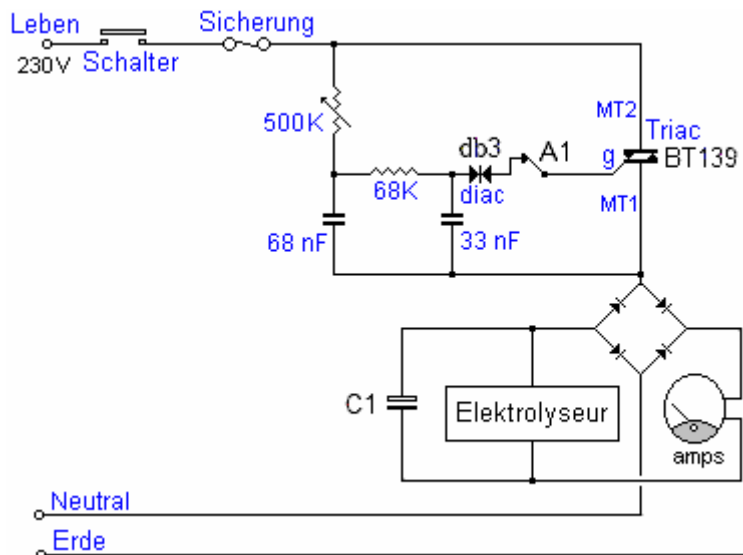 Leben
Sicherung
230V
Schalter
MT2
500K
Triac
db3
A1
g
BT139
68K
diac
MT1
68 nF
33 nF
C1
Elektrolyseur
amps
Neutral
Erde